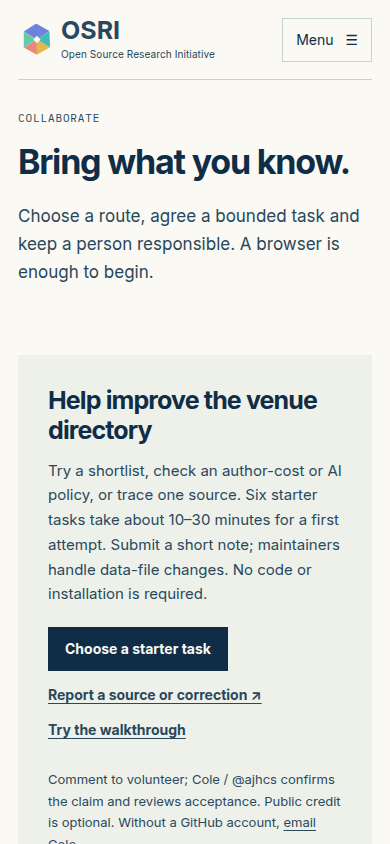 OSRI
Open Source Research Initiative
Menu ☰
COLLABORATE
Bring what you know.
Choose a route, agree a bounded task and
keep a person responsible. A browser is
enough to begin.
Help improve the venue
directory
Try a shortlist, check an author-cost or AI
policy, or trace one source. Six starter
tasks take about 10–30 minutes for a first
attempt. Submit a short note; maintainers
handle data-file changes. No code or
installation is required.
Choose a starter task
Report a source or correction ↗
Try the walkthrough
Comment to volunteer; Cole / @ajhcs confirms
the claim and reviews acceptance. Public credit
is optional. Without a GitHub account, email
Cole.